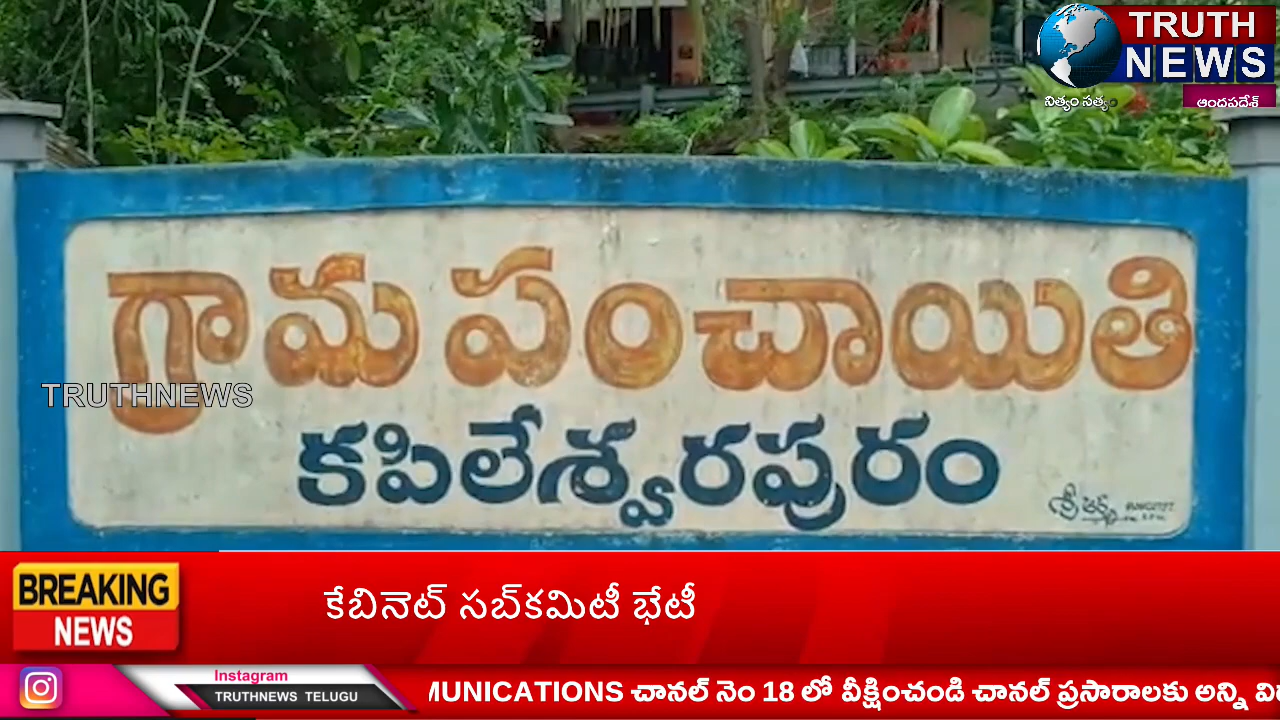 TRUTH
NEWS
నిత్యం సత్యం
ఆంధ్రప్రదేశ్
గ్రామ పంచాయితి
TRUTHNEWS
కపిలేశ్వరపురం
శ్రీ
BREAKING
NEWS
కేబినెట్ సబ్‌కమిటీ భేటీ
Instagram
TRUTHNEWS TELUGU
MUNICATIONS చానల్ నెం 18 లో వీక్షించండి చానల్ ప్రసారాలకు అన్ని